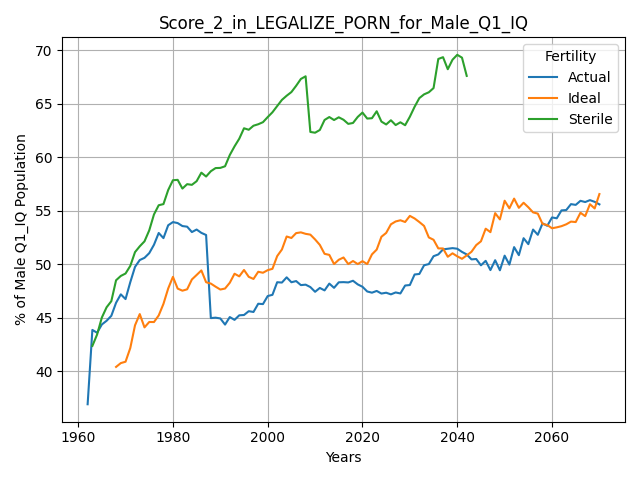 Score_2_in_LEGALIZE_PORN_for_Male_Q1_IQ
% of Male Q1_IQ Population
70
65
60
55
50
45
40
Fertility
Actual
Ideal
Sterile
1960
1980
2000
2020
2040
2060
Years